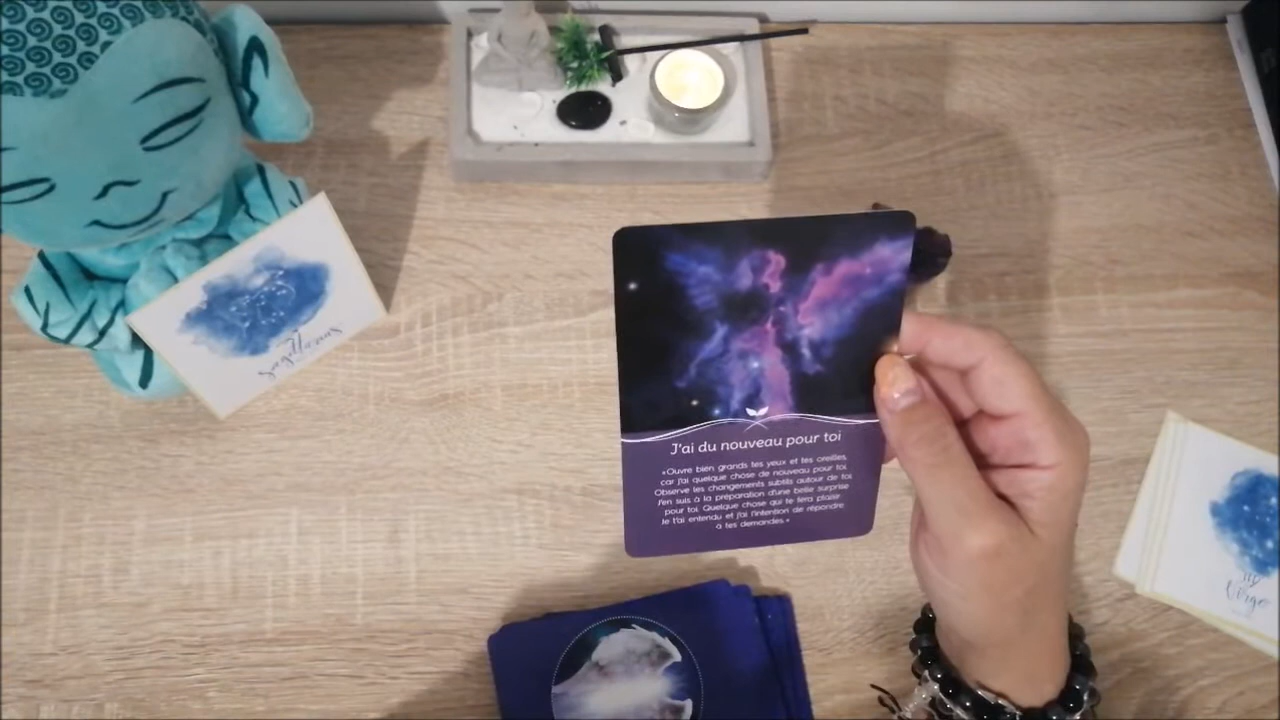 J'ai du nouveau pour toi
«Ouvre bien grands tes yeux et tes oreilles,
car j'ai quelque chose de nouveau pour toi.
Observe les changements subtils autour de toi
J'en suis à la préparation d'une belle surprise
pour toi. Quelque chose qui te fera plaisir
Je t'ai entendu et j'ai l'intention de répondre
à tes demandes.»
Sagittarius
Virgo